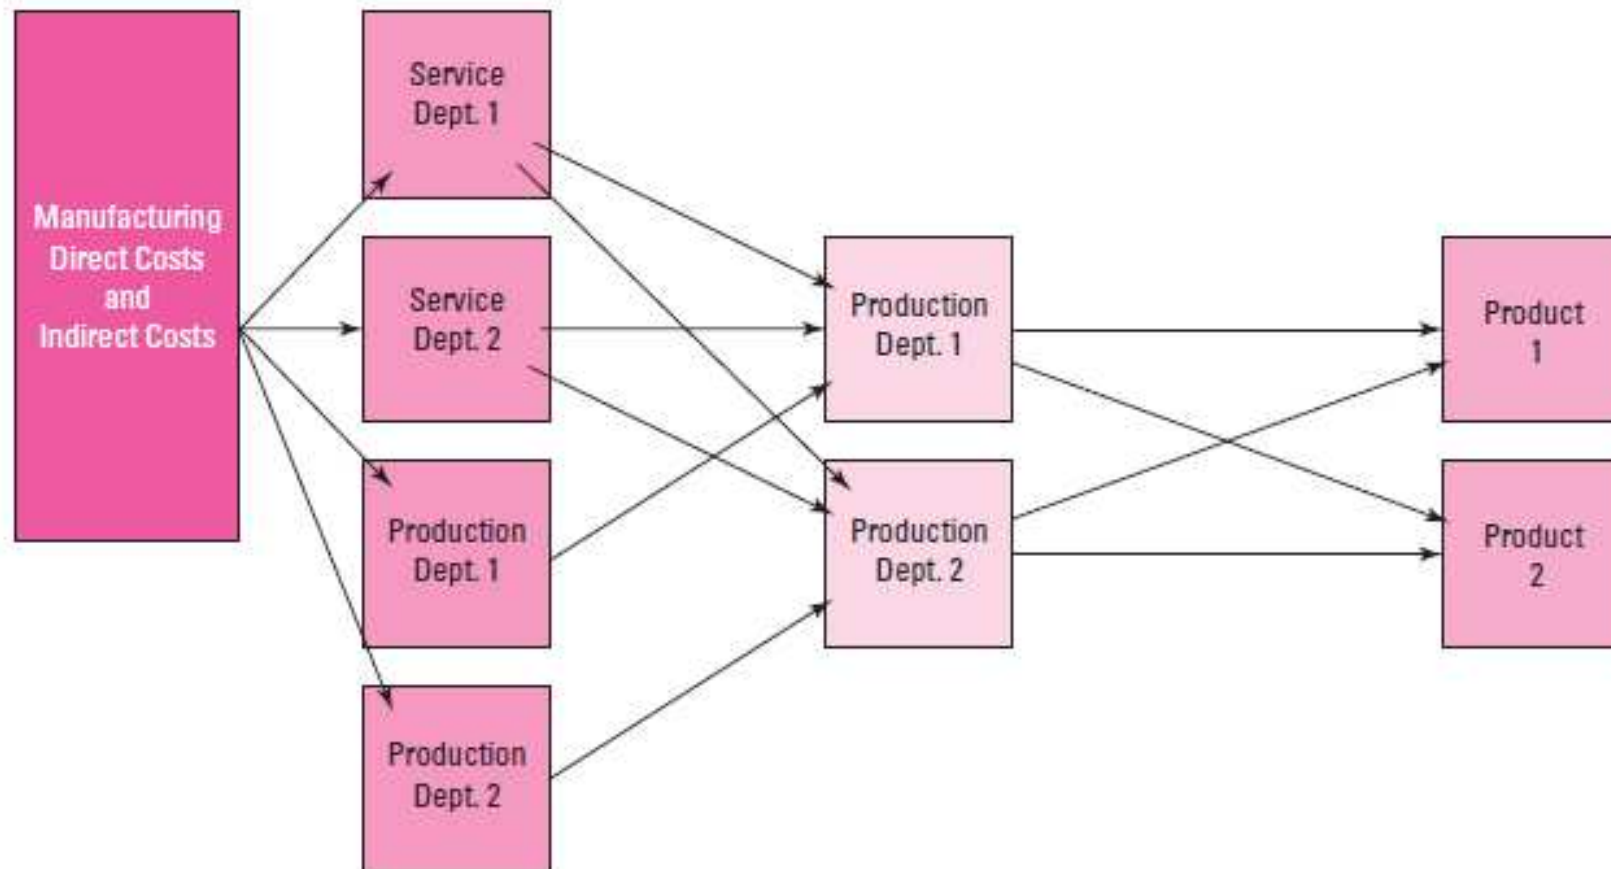 Manufacturing
Direct Costs
and
Indirect Costs
Service
Dept. 1
Service
Dept. 2
Production
Dept. 1
Production
Dept. 2
Production
Dept. 1
Production
Dept. 2
Product
1
Product
2